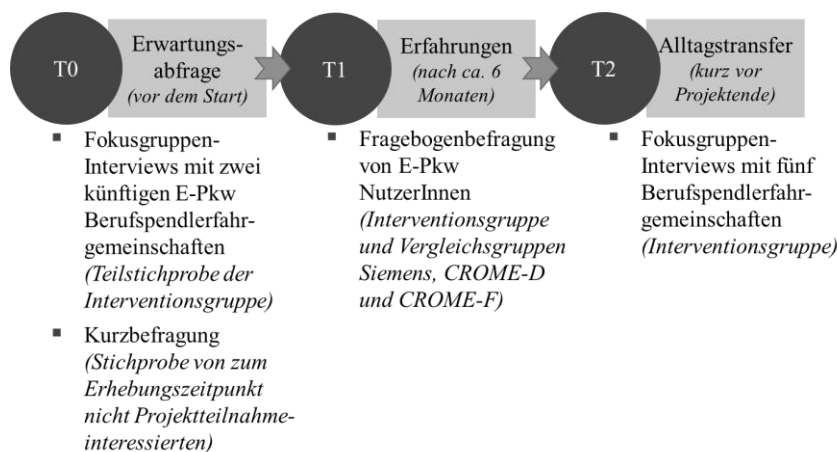 T0
Erwartungs-
abfrage
(vor dem Start)
T1
Erfahrungen
(nach ca. 6
Monaten)
T2
Alltagstransfer
(kurz vor
Projektende)
▪ Fokusgruppen-
Interviews mit zwei
künftigen E-Pkw
Berufspendlerfahr-
gemeinschaften
(Teilstichprobe der
Interventionsgruppe)
▪ Kurzbefragung
(Stichprobe von zum
Erhebungszeitpunkt
nicht Projektteilnahme-
interessierten)
▪ Fragebogenbefragung
von E-Pkw
NutzerInnen
(Interventionsgruppe
und Vergleichsgruppen
Siemens, CROME-D
und CROME-F)
▪ Fokusgruppen-
Interviews mit fünf
Berufspendlerfahr-
gemeinschaften
(Interventionsgruppe)